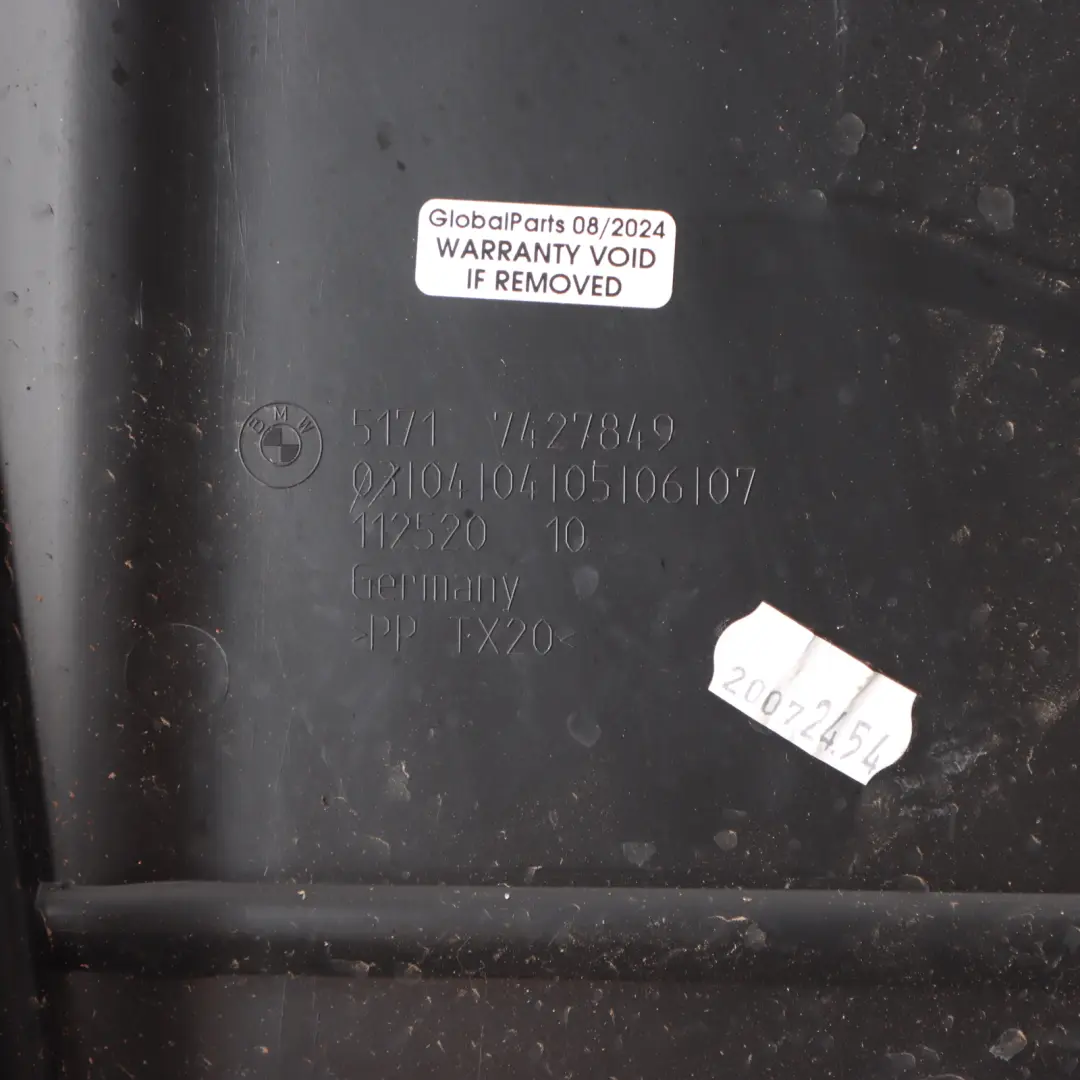 GlobalParts 08/2024
WARRANTY VOID
IF REMOVED
BMW
5171 7427849
03|04|04|05|06|07
112520 10
Germany
>PP TX20<
20072454